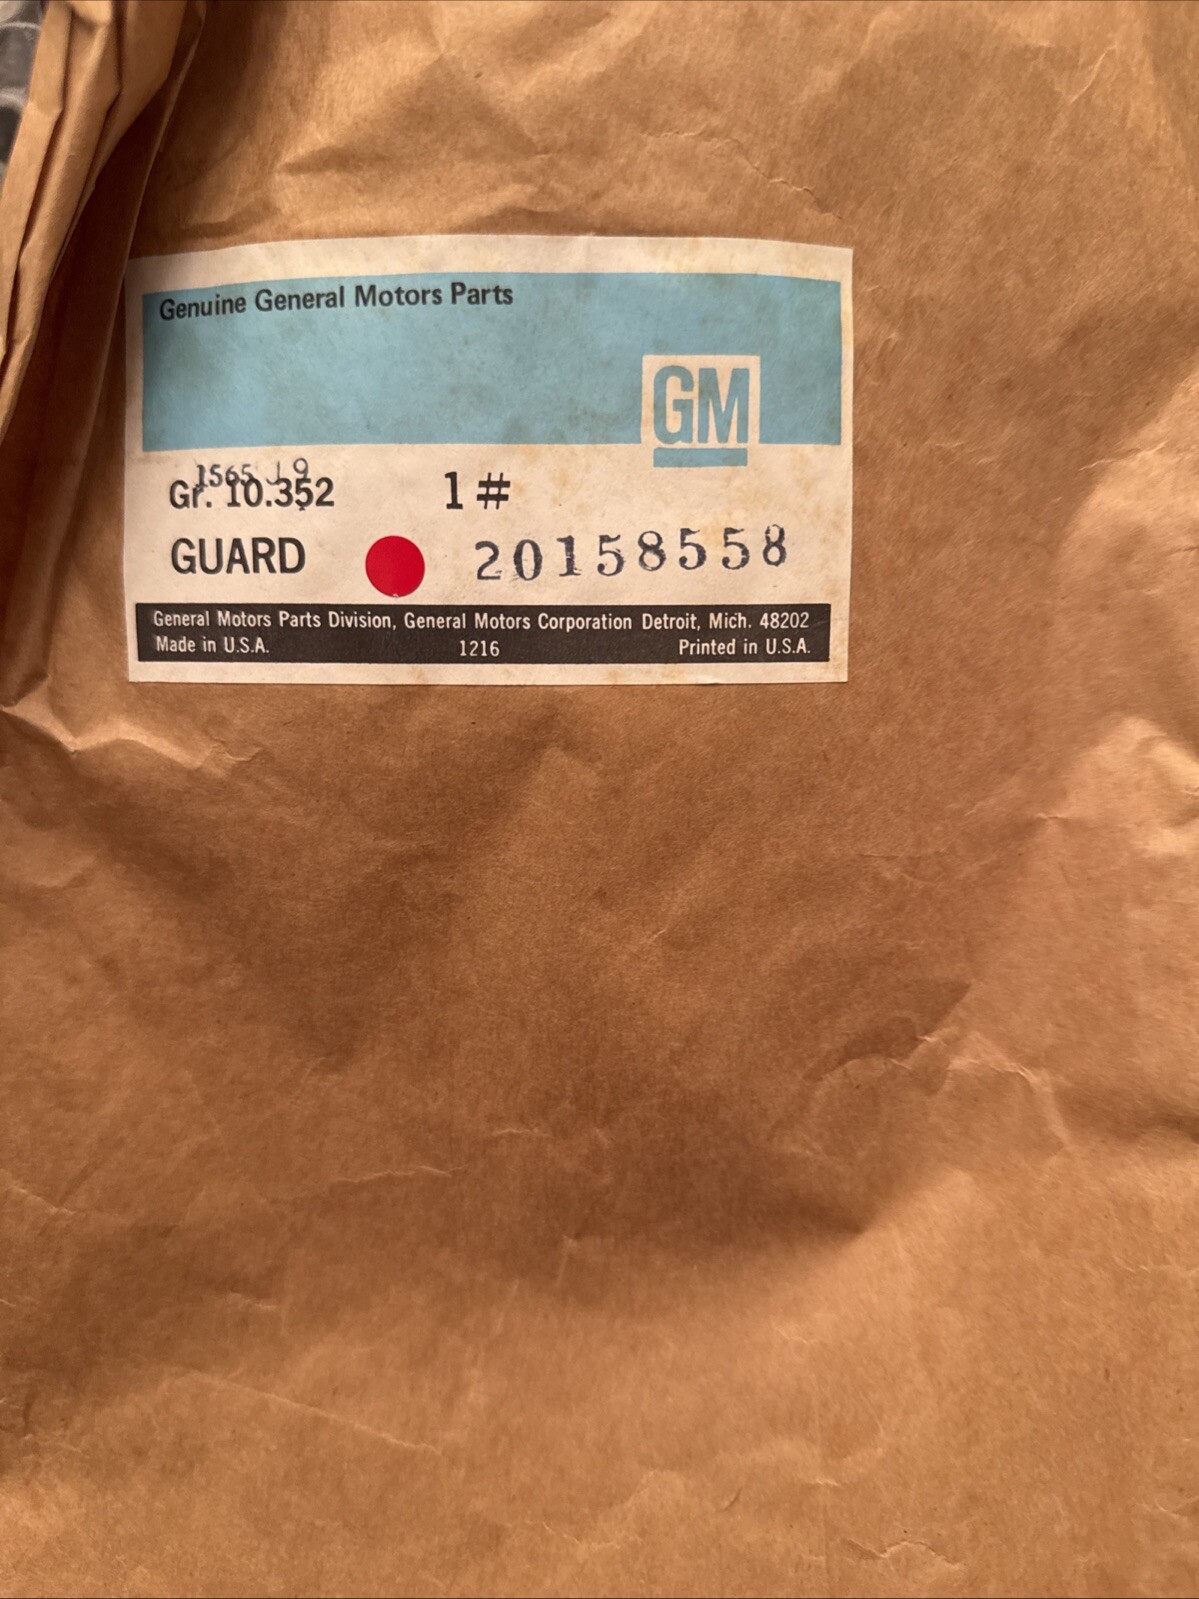 Genuine General Motors Parts
GM
1565 J 9
Gr. 10.352 1#
GUARD 20158558
General Motors Parts Division, General Motors Corporation Detroit, Mich. 48202
Made in U.S.A. 1216 Printed in U.S.A.